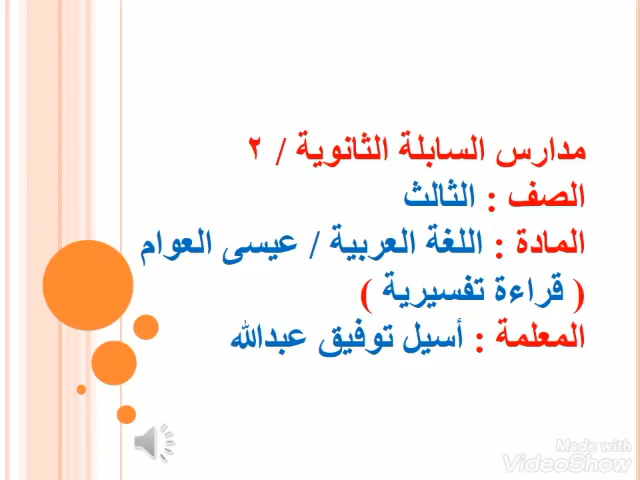 مدارس السابلة الثانوية / ٢
الصف : الثالث
المادة : اللغة العربية / عيسى العوام
( قراءة تفسيرية )
المعلمة : أسيل توفيق عبدالله
Made with
VideoShow